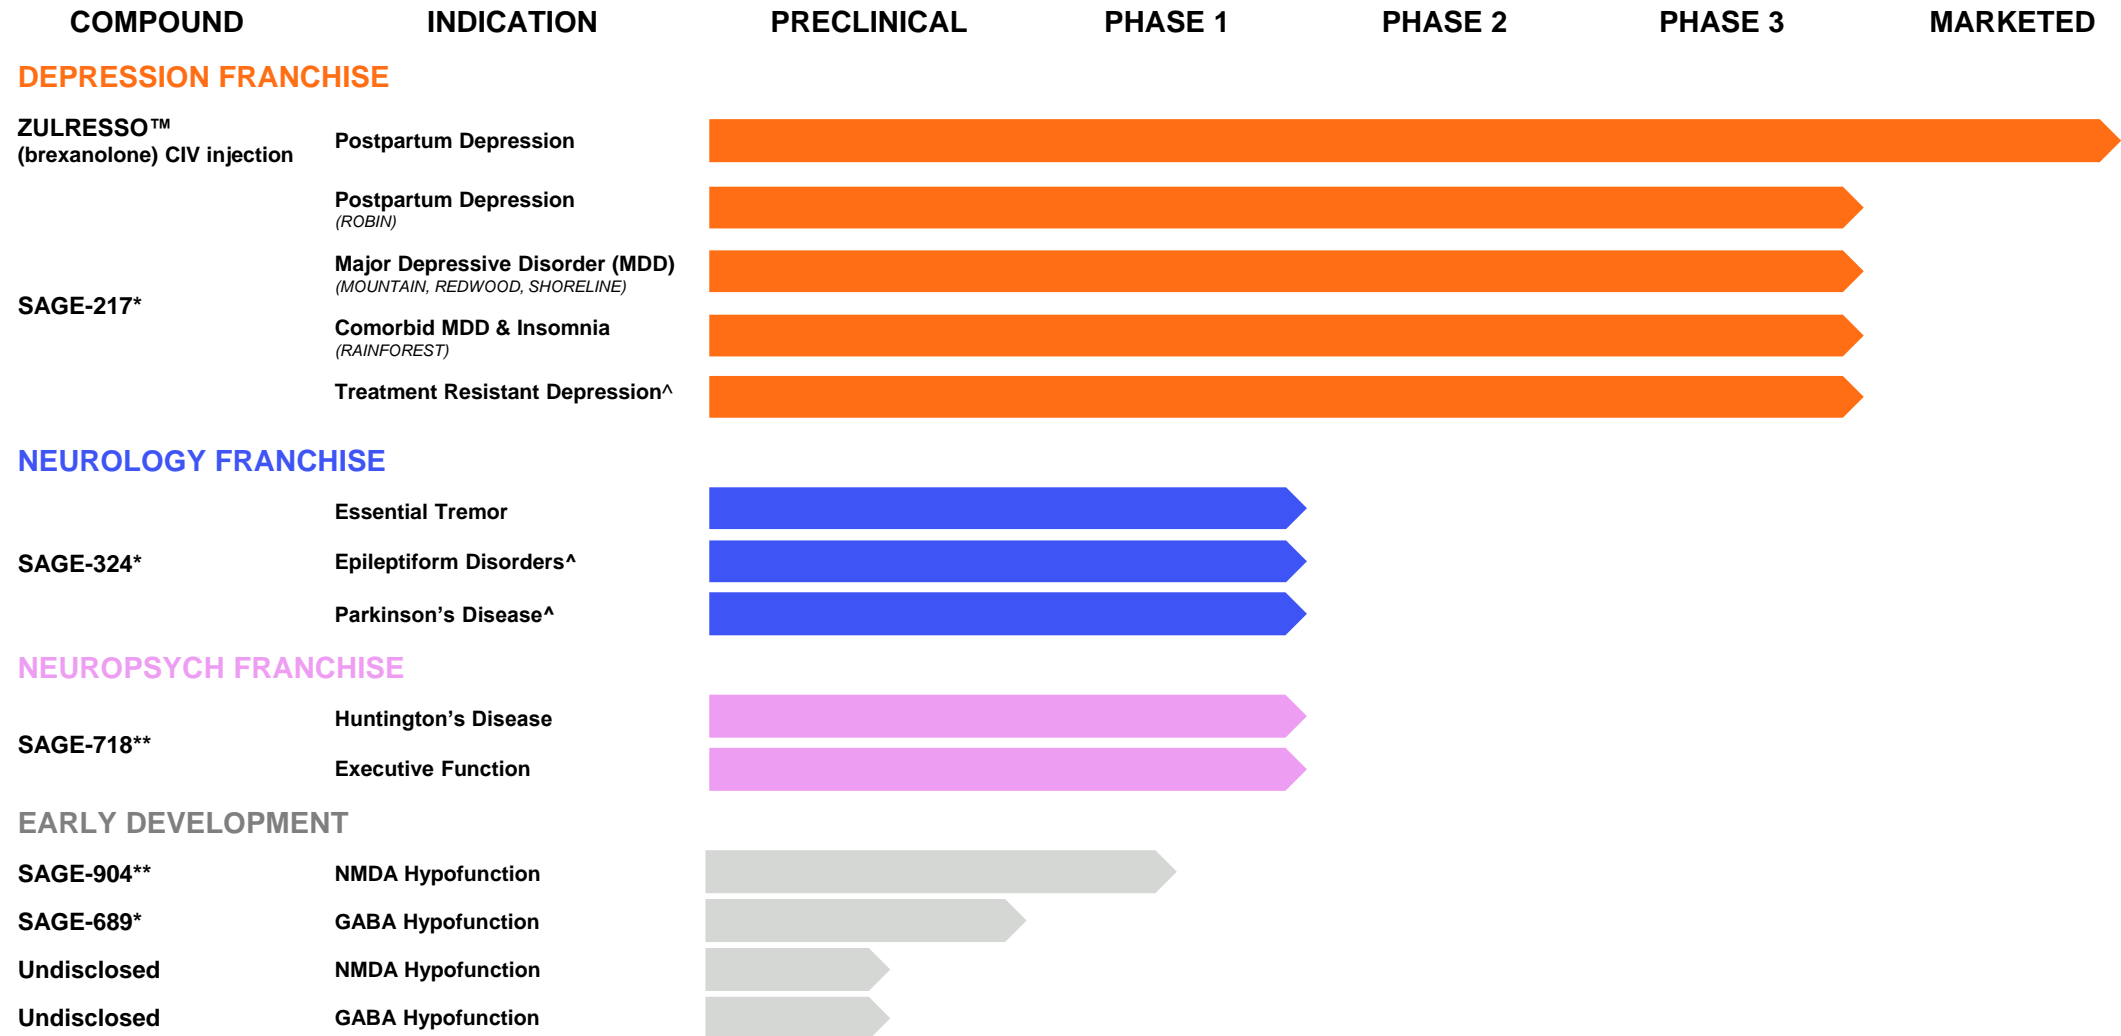 COMPOUND INDICATION PRECLINICAL PHASE 1 PHASE 2 PHASE 3 MARKETED
DEPRESSION FRANCHISE
ZULRESSO™
(brexanolone) CIV injection
Postpartum Depression
SAGE-217*
Postpartum Depression
(ROBIN)
Major Depressive Disorder (MDD)
(MOUNTAIN, REDWOOD, SHORELINE)
Comorbid MDD & Insomnia
(RAINFOREST)
Treatment Resistant Depression^
NEUROLOGY FRANCHISE
SAGE-324*
Essential Tremor
Epileptiform Disorders^
Parkinson’s Disease^
NEUROPSYCH FRANCHISE
SAGE-718**
Huntington’s Disease
Executive Function
EARLY DEVELOPMENT
SAGE-904** NMDA Hypofunction
SAGE-689* GABA Hypofunction
Undisclosed NMDA Hypofunction
Undisclosed GABA Hypofunction